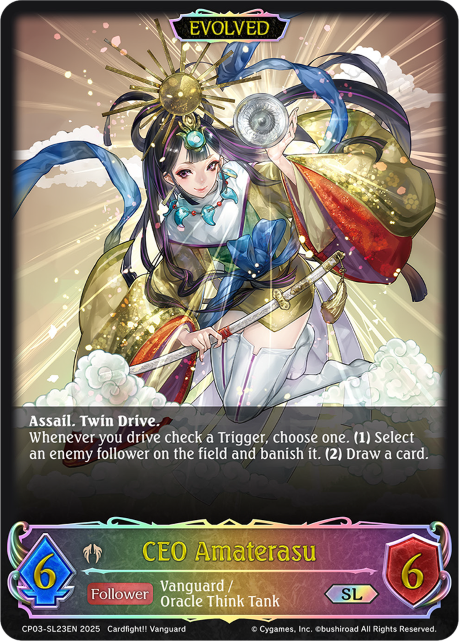 EVOLVED
Assail. Twin Drive.
Whenever you drive check a Trigger, choose one. (1) Select
an enemy follower on the field and banish it. (2) Draw a card.
6
CEO Amaterasu
6
Follower
Vanguard /
Oracle Think Tank
SL
CP03-SL23EN 2025 Cardfight!! Vanguard
© Cygames, Inc. ©bushiroad All Rights Reserved.